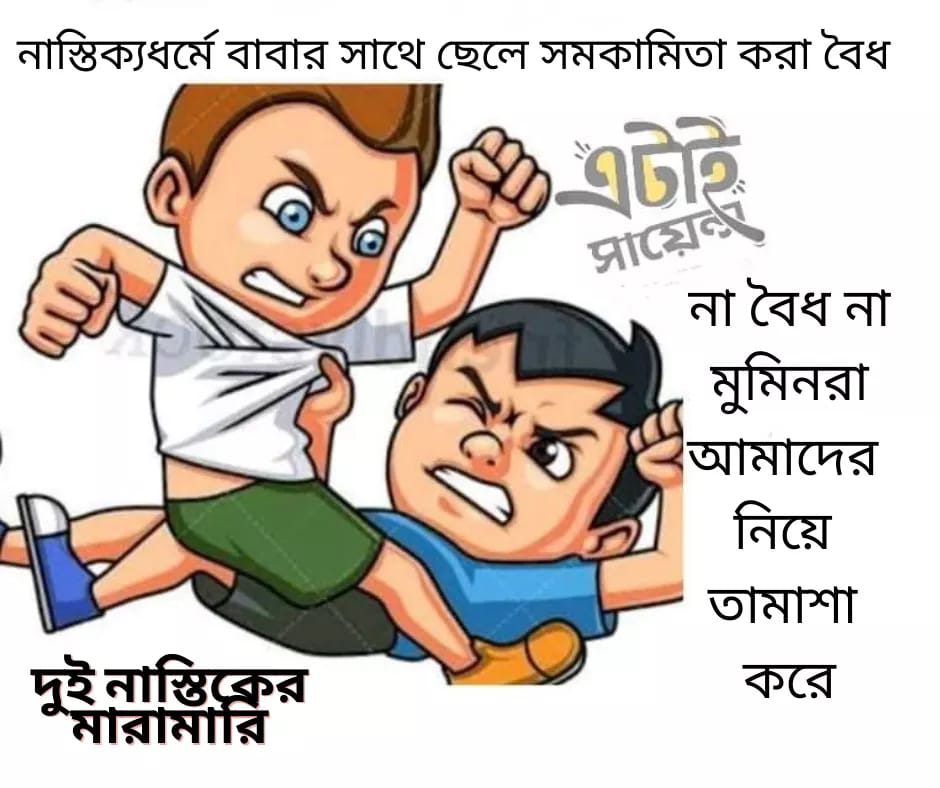 নাস্তিক্যধর্মে বাবার সাথে ছেলে সমকামিতা করা বৈধ
এটাই
সায়েন্স
না বৈধ না
মুমিনরা
আমাদের
নিয়ে
তামাশা
করে
দুই নাস্তিকের
মারামারি